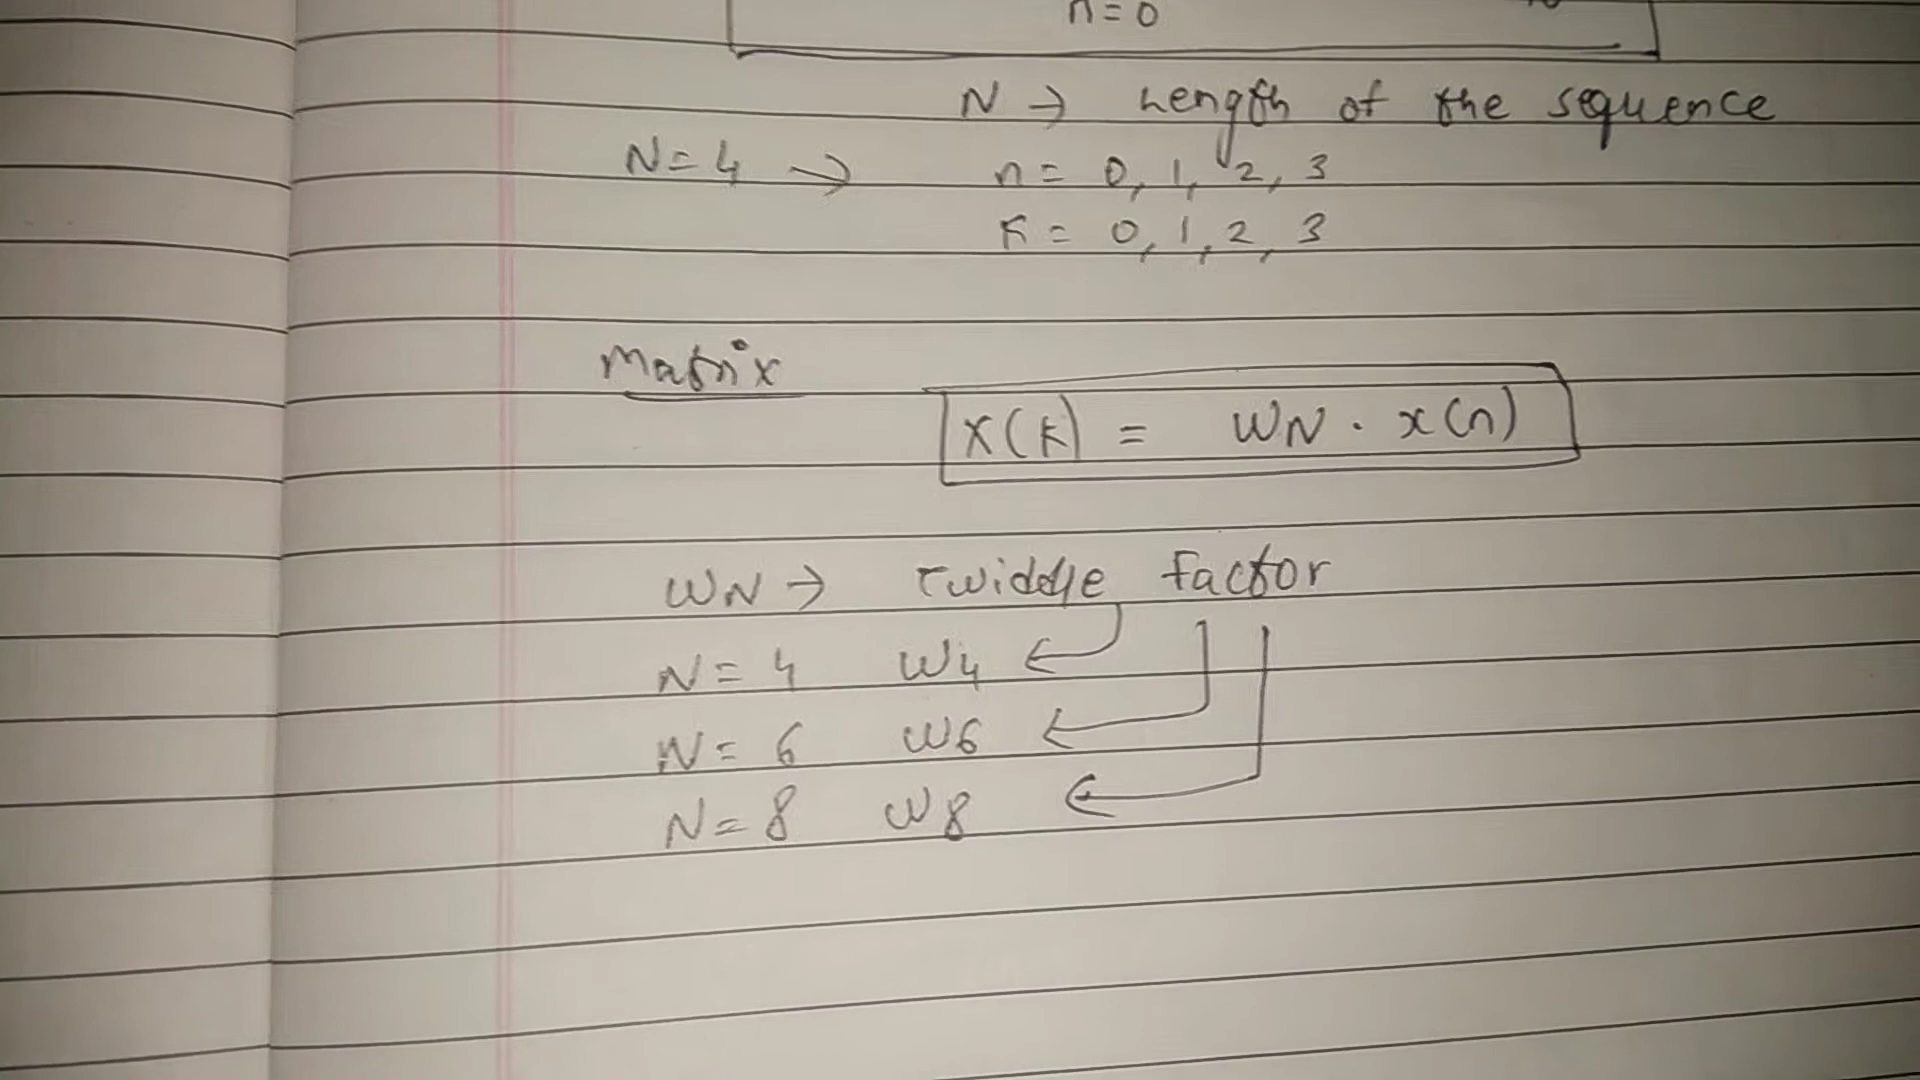 n = 0
N → Length of the sequence
N = 4 → n = 0, 1, 2, 3
K = 0, 1, 2, 3
Matrix
X(K) = WN . x(n)
WN → Twiddle factor
N = 4 W4 ←
N = 6 W6 ←
N = 8 W8 ←